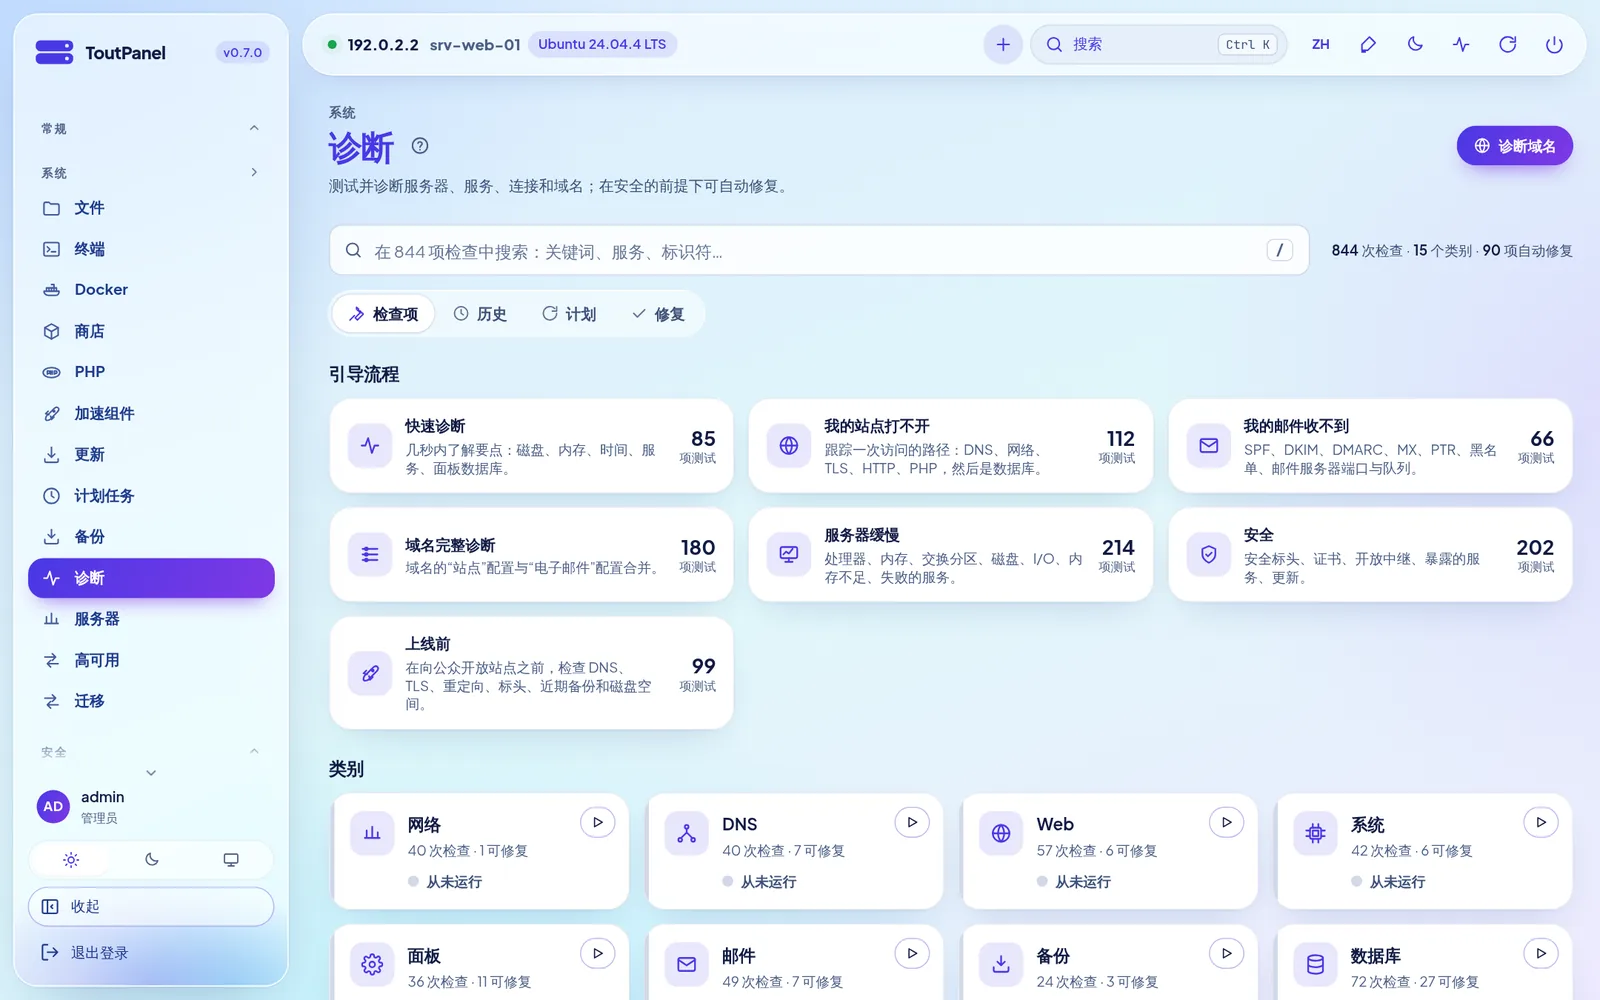 ToutPanel
v0.7.0
常规
系统
文件
终端
Docker
商店
PHP
加速组件
更新
计划任务
备份
诊断
服务器
高可用
迁移
安全
AD
admin
管理员
收起
退出登录
192.0.2.2 srv-web-01 Ubuntu 24.04.4 LTS
搜索
Ctrl K
ZH
系统
诊断
诊断域名
测试并诊断服务器、服务、连接和域名；在安全的前提下可自动修复。
在 844 项检查中搜索：关键词、服务、标识符...
/
844 次检查 · 15 个类别 · 90 项自动修复
检查项
历史
计划
修复
引导流程
快速诊断
几秒内了解要点：磁盘、内存、时间、服
务、面板数据库。
85
项测试
我的站点打不开
跟踪一次访问的路径：DNS、网络、
TLS、HTTP、PHP，然后是数据库。
112
项测试
我的邮件收不到
SPF、DKIM、DMARC、MX、PTR、黑名
单、邮件服务器端口与队列。
66
项测试
域名完整诊断
域名的“站点”配置与“电子邮件”配置合并。
180
项测试
服务器缓慢
处理器、内存、交换分区、磁盘、I/O、内
存不足、失败的服务。
214
项测试
安全
安全标头、证书、开放中继、暴露的服
务、更新。
202
项测试
上线前
在向公众开放站点之前，检查 DNS、
TLS、重定向、标头、近期备份和磁盘空
间。
99
项测试
类别
网络
40 次检查 · 1 可修复
从未运行
DNS
40 次检查 · 7 可修复
从未运行
Web
57 次检查 · 6 可修复
从未运行
系统
42 次检查 · 6 可修复
从未运行
面板
36 次检查 · 11 可修复
邮件
49 次检查 · 7 可修复
备份
24 次检查 · 3 可修复
数据库
72 次检查 · 27 可修复